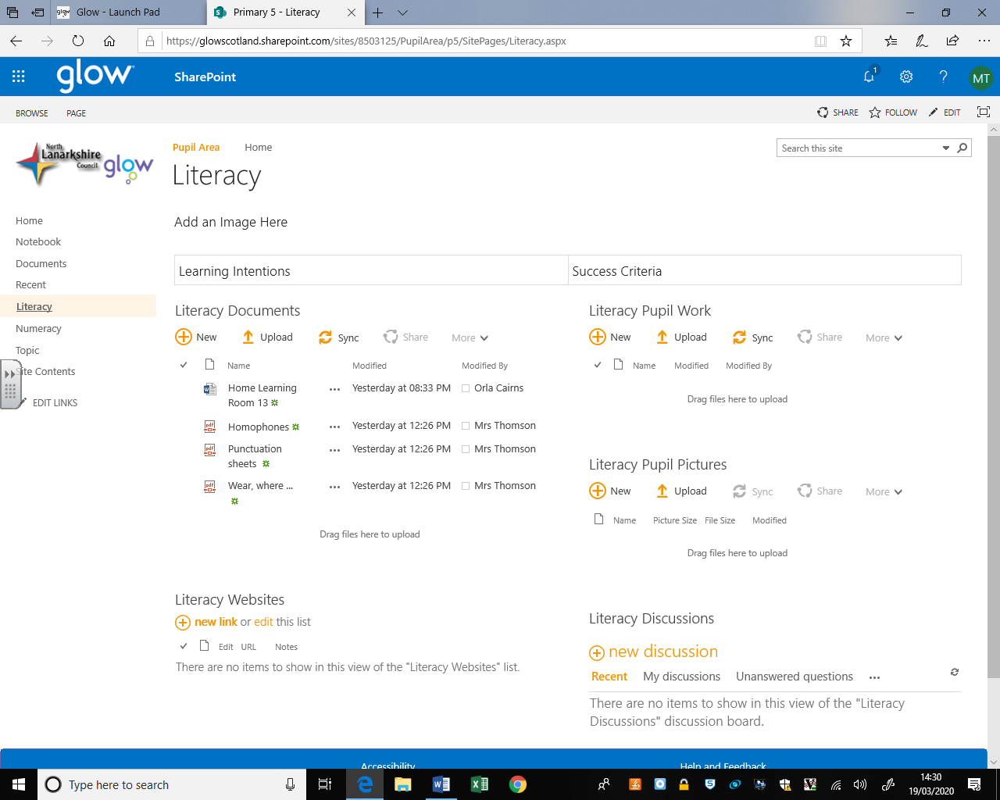 Glow - Launch Pad
Primary 5 - Literacy
https://glowscotland.sharepoint.com/sites/8503125/PupilArea/p5/SitePages/Literacy.aspx
glow
SharePoint
1
?
MT
BROWSE
PAGE
SHARE
FOLLOW
EDIT
North
Lanarkshire
Council
glow
Pupil Area
Home
Search this site
Literacy
Home
Notebook
Documents
Recent
Literacy
Numeracy
Topic
Site Contents
EDIT LINKS
Add an Image Here
Learning Intentions
Success Criteria
Literacy Documents
New
Upload
Sync
Share
More
Name
Modified
Modified By
Home Learning
Room 13
Yesterday at 08:33 PM
Orla Cairns
Homophones
Yesterday at 12:26 PM
Mrs Thomson
Punctuation
sheets
Yesterday at 12:26 PM
Mrs Thomson
Wear, where ...
Yesterday at 12:26 PM
Mrs Thomson
Drag files here to upload
Literacy Websites
new link or edit this list
Edit
URL
Notes
There are no items to show in this view of the "Literacy Websites" list.
Literacy Pupil Work
New
Upload
Sync
Share
More
Name
Modified
Modified By
Drag files here to upload
Literacy Pupil Pictures
New
Upload
Sync
Share
More
Name
Picture Size
File Size
Modified
Drag files here to upload
Literacy Discussions
new discussion
Recent
My discussions
Unanswered questions
There are no items to show in this view of the "Literacy
Discussions" discussion board.
Accessibility
Help and Feedback
Type here to search
14:30
19/03/2020